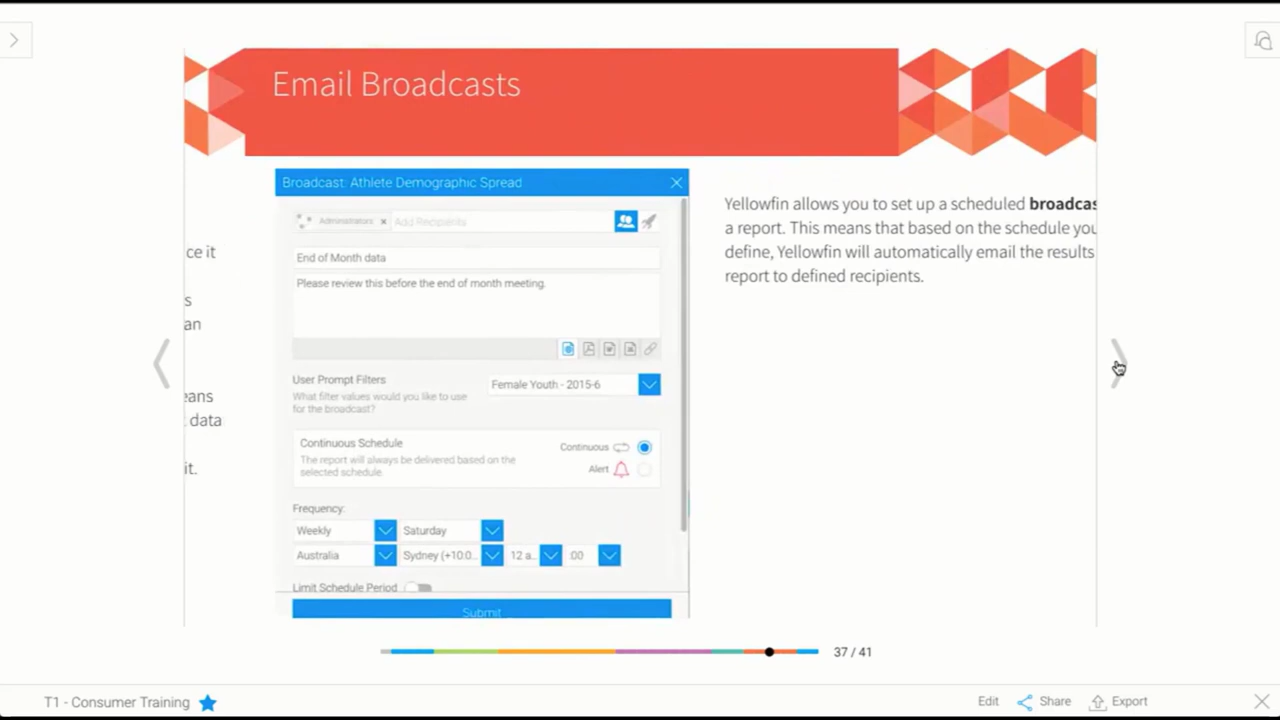 Email Broadcasts
ce it
s
an
eans
data
it.
Broadcast: Athlete Demographic Spread
Administrators × Add Recipients
End of Month data
Please review this before the end of month meeting.
User Prompt Filters
What filter values would you like to use
for the broadcast?
Female Youth - 2015-6
Continuous Schedule
The report will always be delivered based on the
selected schedule.
Continuous
Alert
Frequency:
Weekly Saturday
Australia Sydney (+10:0.. 12 a.. :00
Limit Schedule Period
Submit
Yellowfin allows you to set up a scheduled broadcas
a report. This means that based on the schedule you
define, Yellowfin will automatically email the results
report to defined recipients.
37 / 41
T1 - Consumer Training
Edit Share Export